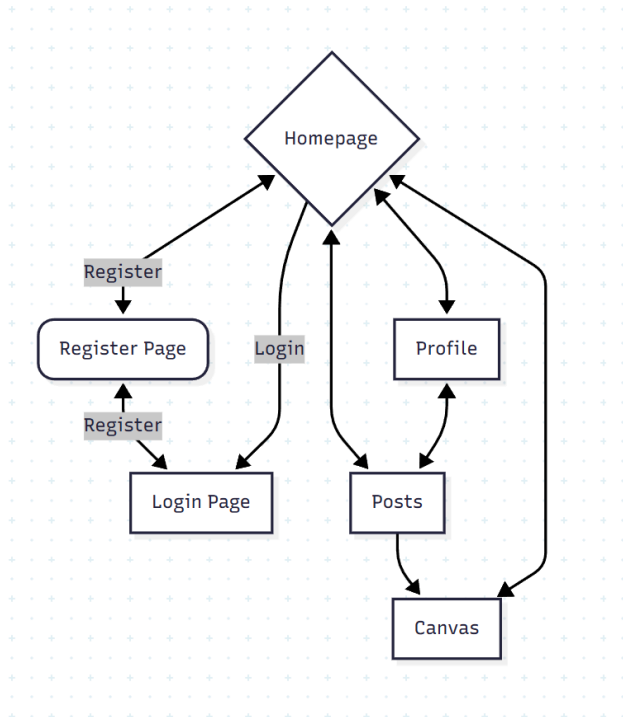 Homepage
Register
Register Page
Login
Profile
Register
Login Page
Posts
Canvas